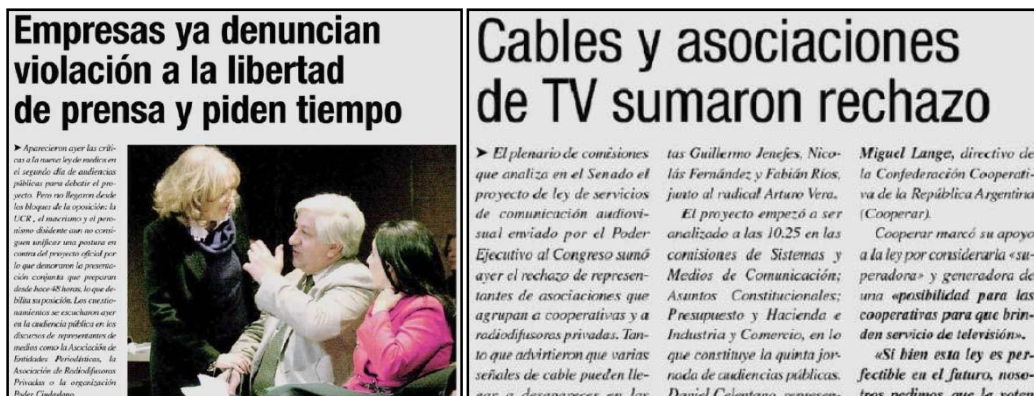 Empresas ya denuncian
violación a la libertad
de prensa y piden tiempo
➤ Aparecieron ayer las críti-
cas a la nueva ley de medios en
el segundo día de audiencias
públicas para debatir el pro-
yecto. Pero no llegaron desde
los bloques de la oposición: la
UCR, el macrismo y el pero-
nismo disidente aun no consi-
guen unificar una postura en
contra del proyecto oficial por
lo que demoraron la presenta-
ción conjunta que preparan
desde hace 48 horas, lo que de-
bilita su posición. Los cuestio-
namientos se escucharon ayer
en la audiencia pública en los
discursos de representantes de
medios como la Asociación de
Entidades Periodísticas, la
Asociación de Radiodifusoras
Privadas o la organización
Poder Ciudadano
Cables y asociaciones
de TV sumaron rechazo
➤ El plenario de comisiones
que analiza en el Senado el
proyecto de ley de servicios
de comunicación audiovi-
sual enviado por el Poder
Ejecutivo al Congreso sumó
ayer el rechazo de represen-
tantes de asociaciones que
agrupan a cooperativas y a
radiodifusoras privadas. Tan-
to que advirtieron que varias
señales de cable pueden lle-
gar a desaparecer en las
tas Guillermo Jenefes, Nico-
lás Fernández y Fabián Ríos,
junto al radical Arturo Vera.
El proyecto empezó a ser
analizado a las 10.25 en las
comisiones de Sistemas y
Medios de Comunicación;
Asuntos Constitucionales;
Presupuesto y Hacienda e
Industria y Comercio, en lo
que constituye la quinta jor-
nada de audiencias públicas.
Daniel Celentano, represen-
Miguel Lange, directivo de
la Confederación Cooperati-
va de la República Argentina
(Cooperar).
Cooperar marcó su apoyo
a la ley por considerarla «su-
peradora» y generadora de
una «posibilidad para las
cooperativas para que brin-
den servicio de televisión».
«Si bien esta ley es per-
fectible en el futuro, noso-
tros pedimos que la voten